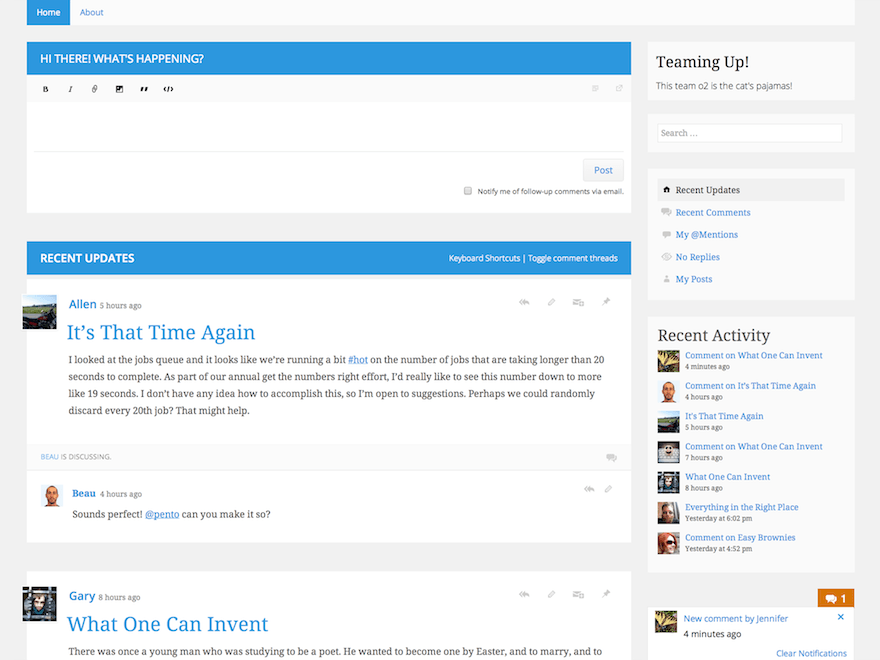 Home About
HI THERE! WHAT'S HAPPENING?
B I
Post
Notify me of follow-up comments via email.
RECENT UPDATES
Keyboard Shortcuts | Toggle comment threads
Allen 5 hours ago
It's That Time Again
I looked at the jobs queue and it looks like we're running a bit #hot on the number of jobs that are taking longer than 20
seconds to complete. As part of our annual get the numbers right effort, I'd really like to see this number down to more
like 19 seconds. I don't have any idea how to accomplish this, so I'm open to suggestions. Perhaps we could randomly
discard every 20th job? That might help.
BEAU IS DISCUSSING.
Beau 4 hours ago
Sounds perfect! @pento can you make it so?
Gary 8 hours ago
What One Can Invent
There was once a young man who was studying to be a poet. He wanted to become one by Easter, and to marry, and to
Teaming Up!
This team o2 is the cat's pajamas!
Search ...
Recent Updates
Recent Comments
My @Mentions
No Replies
My Posts
Recent Activity
Comment on What One Can Invent
4 minutes ago
Comment on It's That Time Again
4 hours ago
It's That Time Again
5 hours ago
Comment on What One Can Invent
7 hours ago
What One Can Invent
8 hours ago
Everything in the Right Place
Yesterday at 6:02 pm
Comment on Easy Brownies
Yesterday at 4:52 pm
1
New comment by Jennifer
4 minutes ago
Clear Notifications